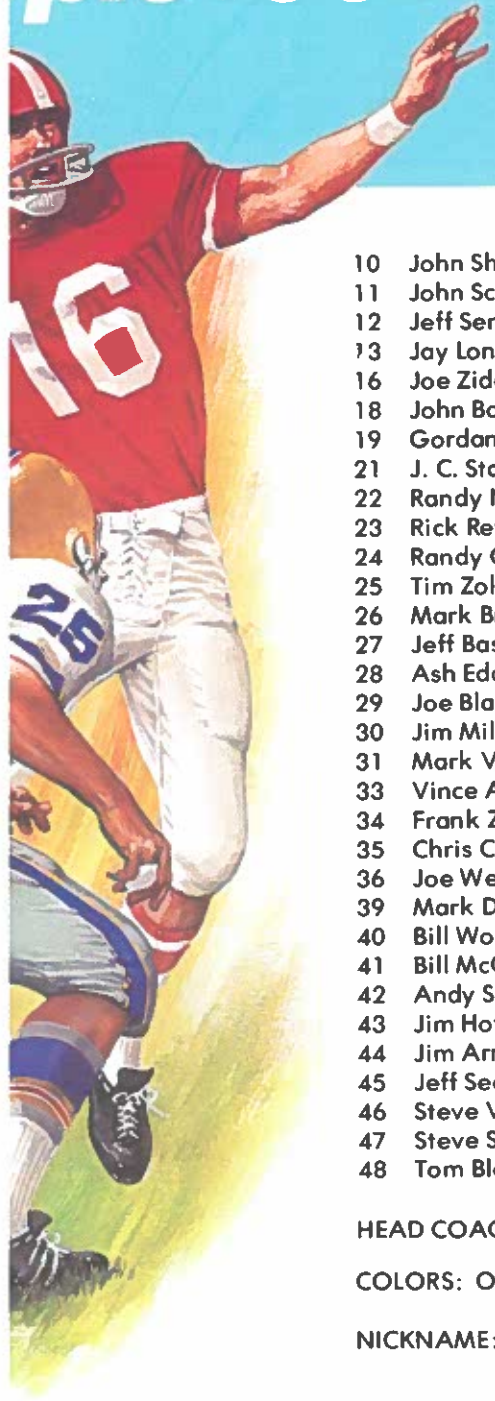 16
25
10 John Sh
11 John Sc
12 Jeff Ser
13 Jay Lon
16 Joe Zid
18 John Bo
19 Gordan
21 J. C. Sta
22 Randy
23 Rick Re
24 Randy
25 Tim Zo
26 Mark B
27 Jeff Bas
28 Ash Ed
29 Joe Bla
30 Jim Mil
31 Mark V
33 Vince A
34 Frank Z
35 Chris C
36 Joe We
39 Mark D
40 Bill Wo
41 Bill Mc
42 Andy S
43 Jim Ho
44 Jim Arr
45 Jeff Se
46 Steve V
47 Steve S
48 Tom Bl
HEAD COAC
COLORS: O
NICKNAME: